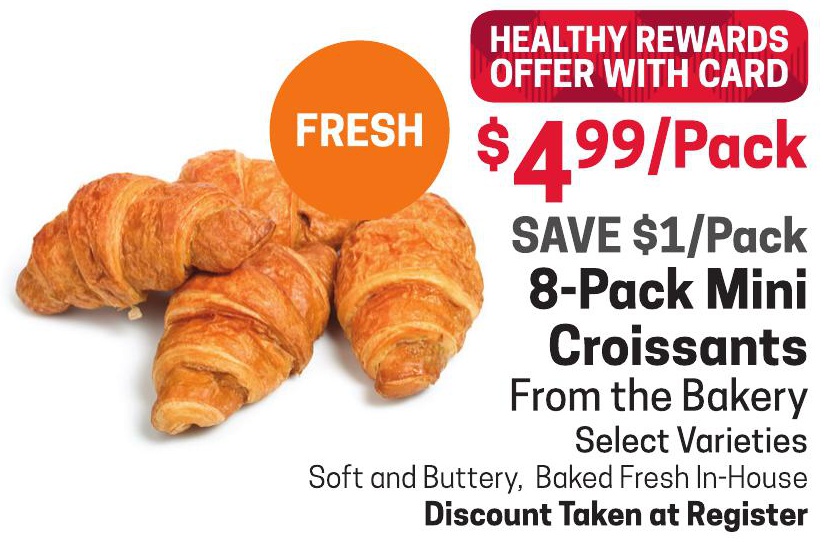 HEALTHY REWARDS
OFFER WITH CARD
FRESH
$4.99/Pack
SAVE $1/Pack
8-Pack Mini
Croissants
From the Bakery
Select Varieties
Soft and Buttery, Baked Fresh In-House
Discount Taken at Register